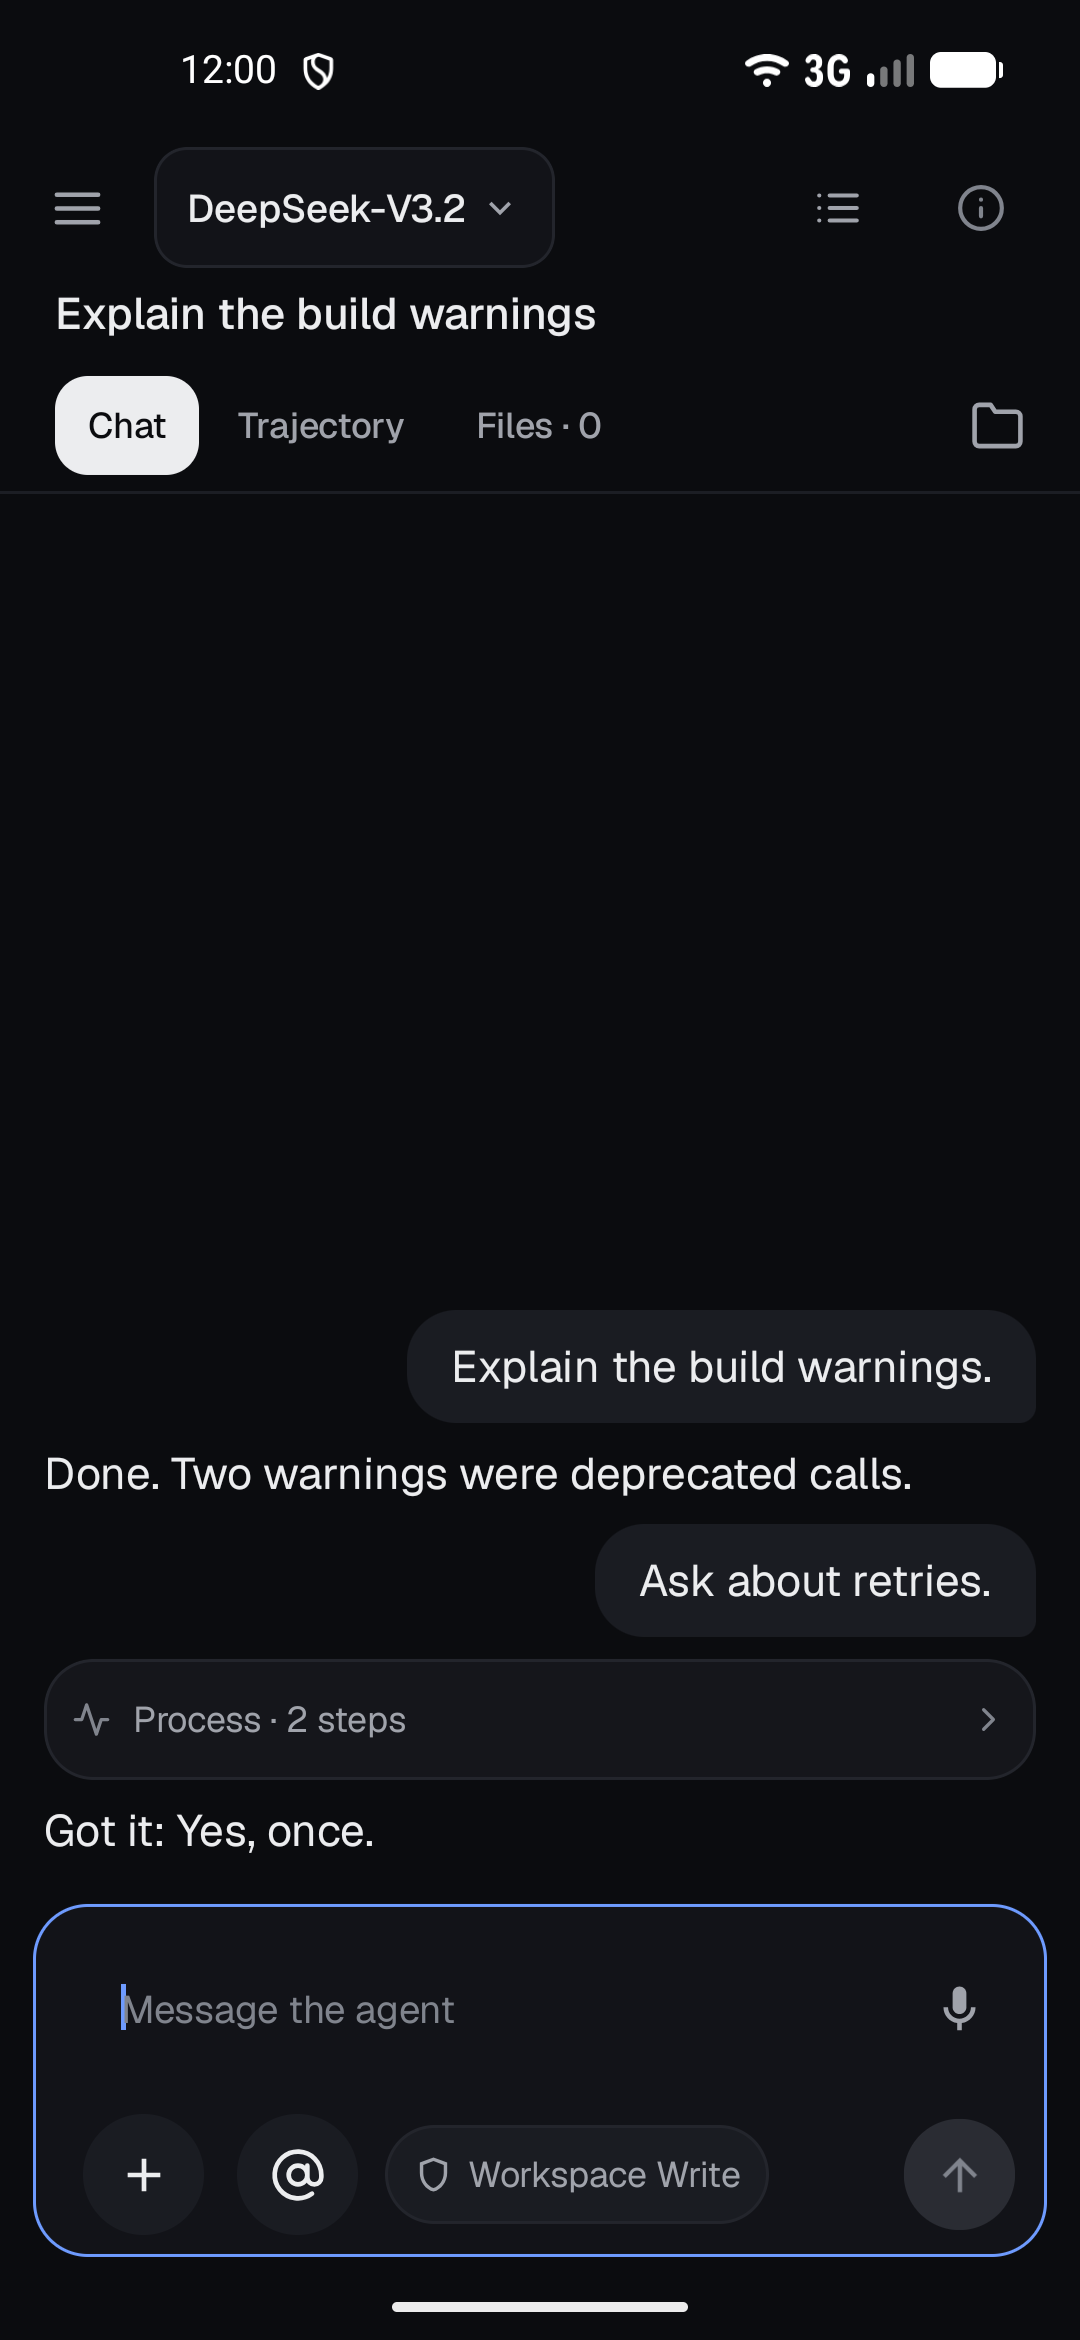 12:00
3G
DeepSeek-V3.2
Explain the build warnings
Chat
Trajectory
Files · 0
Explain the build warnings.
Done. Two warnings were deprecated calls.
Ask about retries.
Process · 2 steps
Got it: Yes, once.
Message the agent
Workspace Write